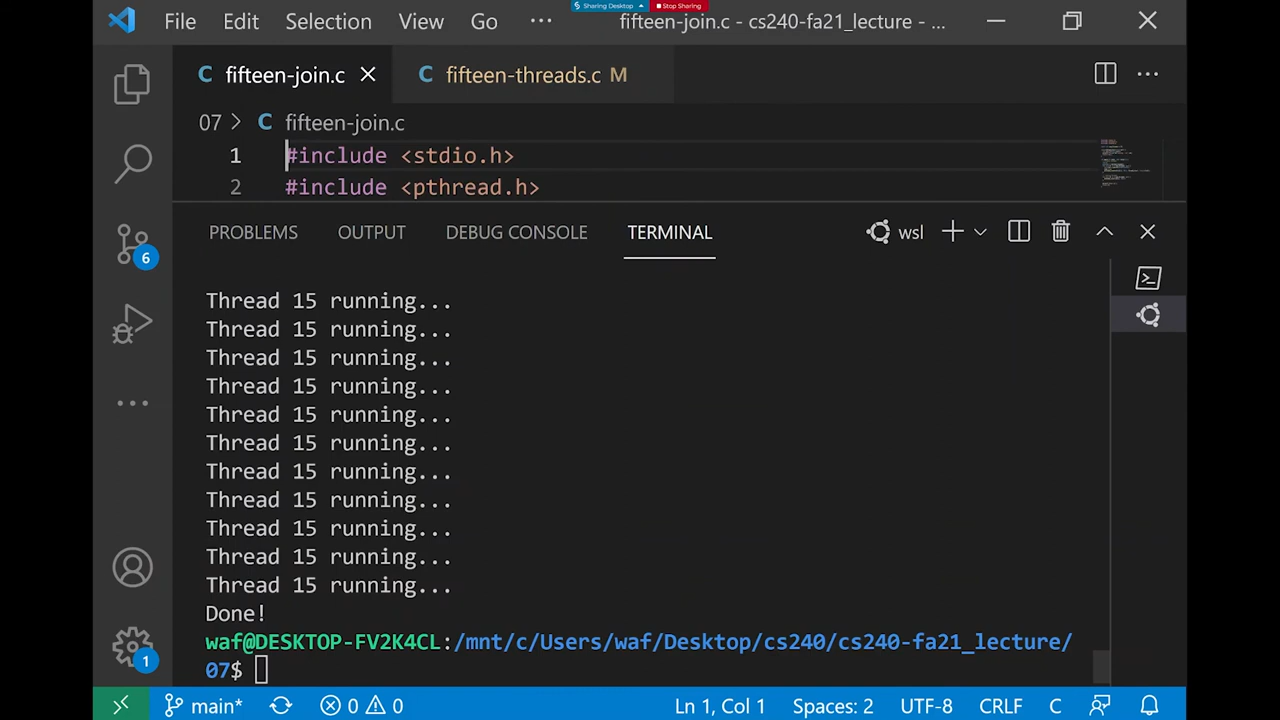 Sharing Desktop Stop Sharing
File Edit Selection View Go ··· fifteen-join.c - cs240-fa21_lecture - ...
C fifteen-join.c C fifteen-threads.c M
07 > C fifteen-join.c
1 #include <stdio.h>
2 #include <pthread.h>
PROBLEMS OUTPUT DEBUG CONSOLE TERMINAL wsl
6
Thread 15 running...
Thread 15 running...
Thread 15 running...
Thread 15 running...
Thread 15 running...
Thread 15 running...
Thread 15 running...
Thread 15 running...
Thread 15 running...
Thread 15 running...
Thread 15 running...
Done!
waf@DESKTOP-FV2K4CL:/mnt/c/Users/waf/Desktop/cs240/cs240-fa21_lecture/
07$
1
main* 0 0 Ln 1, Col 1 Spaces: 2 UTF-8 CRLF C